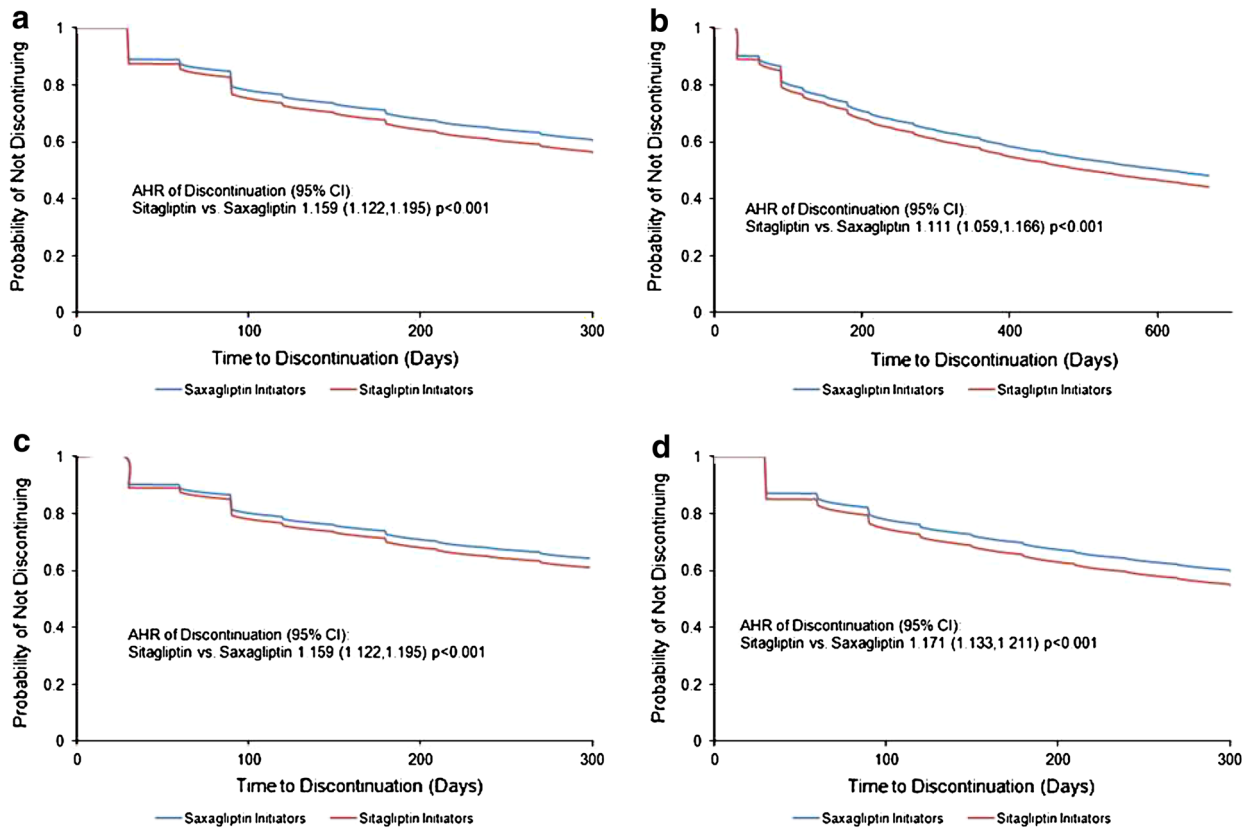 a
Probability of Not Discontinuing
1
0.8
0.6
0.4
0.2
0
AHR of Discontinuation (95% CI):
Sitagliptin vs. Saxagliptin 1.159 (1.122,1.195) p<0.001
0 100 200 300
Time to Discontinuation (Days)
Saxagliptin Initiators Sitagliptin Initiators
b
Probability of Not Discontinuing
1
0.8
0.6
0.4
0.2
0
AHR of Discontinuation (95% CI):
Sitagliptin vs. Saxagliptin 1.111 (1.059,1.166) p<0.001
0 200 400 600
Time to Discontinuation (Days)
Saxagliptin Initiators Sitagliptin Initiators
c
Probability of Not Discontinuing
1
0.8
0.6
0.4
0.2
0
AHR of Discontinuation (95% CI):
Sitagliptin vs. Saxagliptin 1.159 (1.122,1.195) p<0.001
0 100 200 300
Time to Discontinuation (Days)
Saxagliptin Initiators Sitagliptin Initiators
d
Probability of Not Discontinuing
1
0.8
0.6
0.4
0.2
0
AHR of Discontinuation (95% CI):
Sitagliptin vs. Saxagliptin 1.171 (1.133,1.211) p<0.001
0 100 200 300
Time to Discontinuation (Days)
Saxagliptin Initiators Sitagliptin Initiators